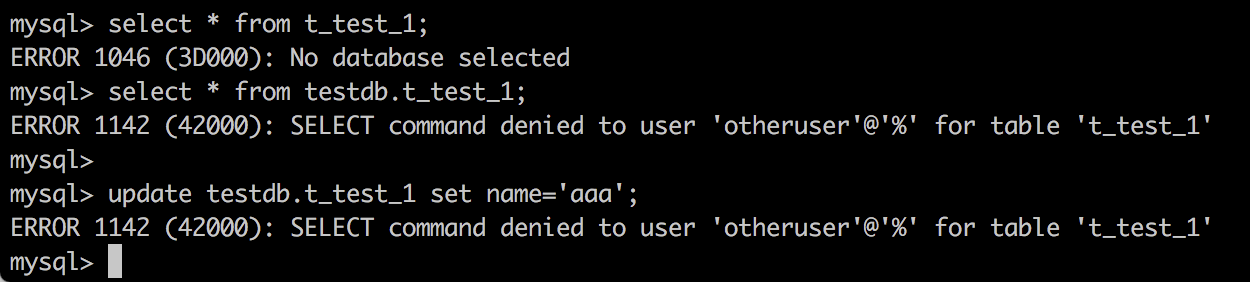 mysql> select * from t_test_1;
ERROR 1046 (3D000): No database selected
mysql> select * from testdb.t_test_1;
ERROR 1142 (42000): SELECT command denied to user 'otheruser'@'%' for table 't_test_1'
mysql>
mysql> update testdb.t_test_1 set name='aaa';
ERROR 1142 (42000): SELECT command denied to user 'otheruser'@'%' for table 't_test_1'
mysql>